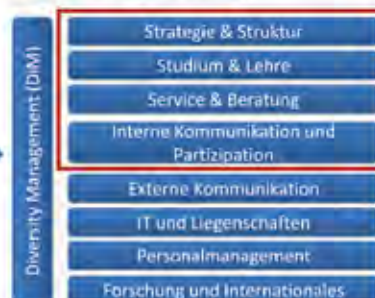 Diversity Management (DiM)
Strategie & Struktur
Studium & Lehre
Service & Beratung
Interne Kommunikation und
Partizipation
Externe Kommunikation
IT und Liegenschaften
Personalmanagement
Forschung und Internationales